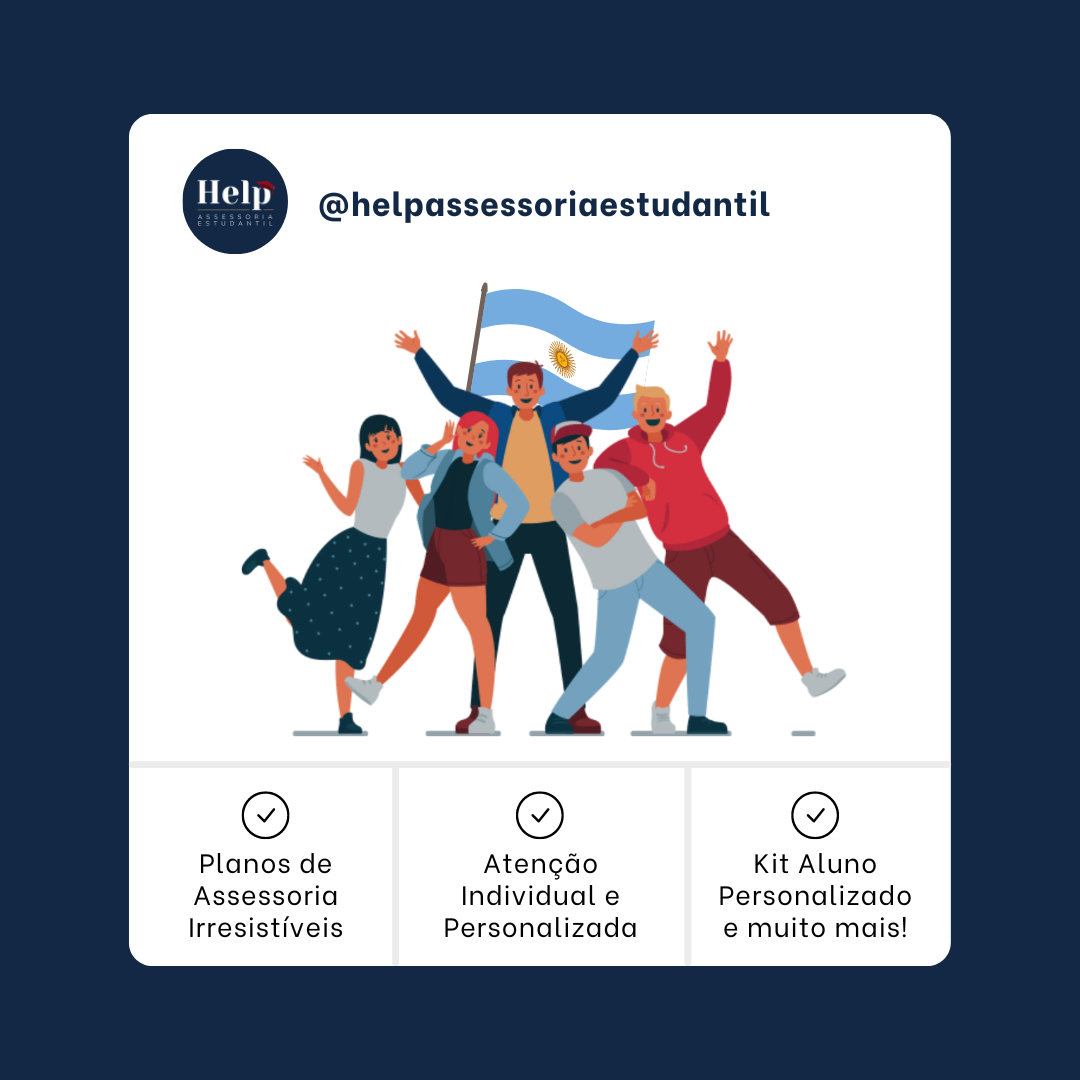 Help
ASSESSORIA
ESTUDANTIL
@helpassessoriaestudantil
Planos de
Assessoria
Irresistíveis
Atenção
Individual e
Personalizada
Kit Aluno
Personalizado
e muito mais!